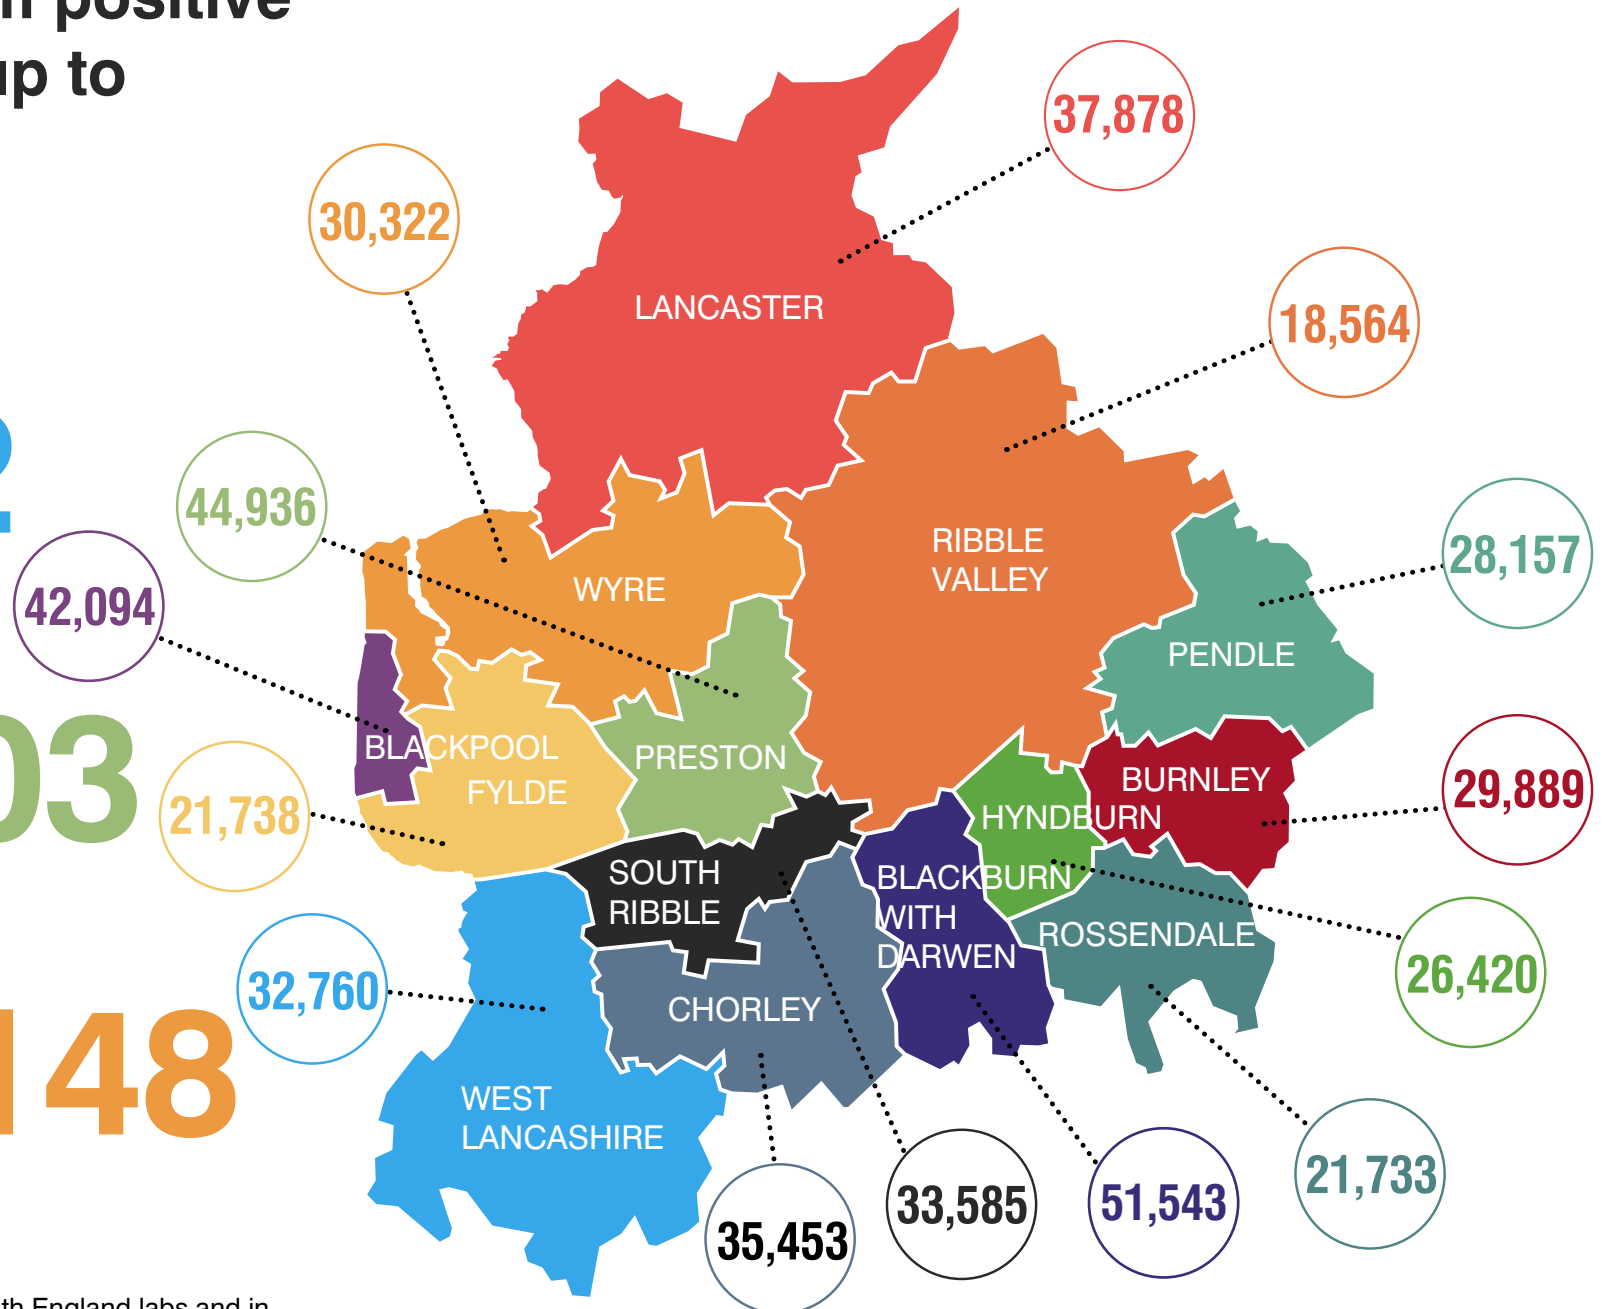 positive
up to
37,878
30,322
18,564
LANCASTER
44,936
28,157
42,094
RIBBLE
VALLEY
WYRE
PENDLE
03
BLACKPOOL
PRESTON
21,738
FYLDE
BURNLEY
29,889
HYNDBURN
SOUTH
RIBBLE
BLACKBURN
WITH
DARWEN
ROSSENDALE
32,760
26,420
CHORLEY
148
WEST
LANCASHIRE
21,733
33,585
51,543
35,453
England labs and in